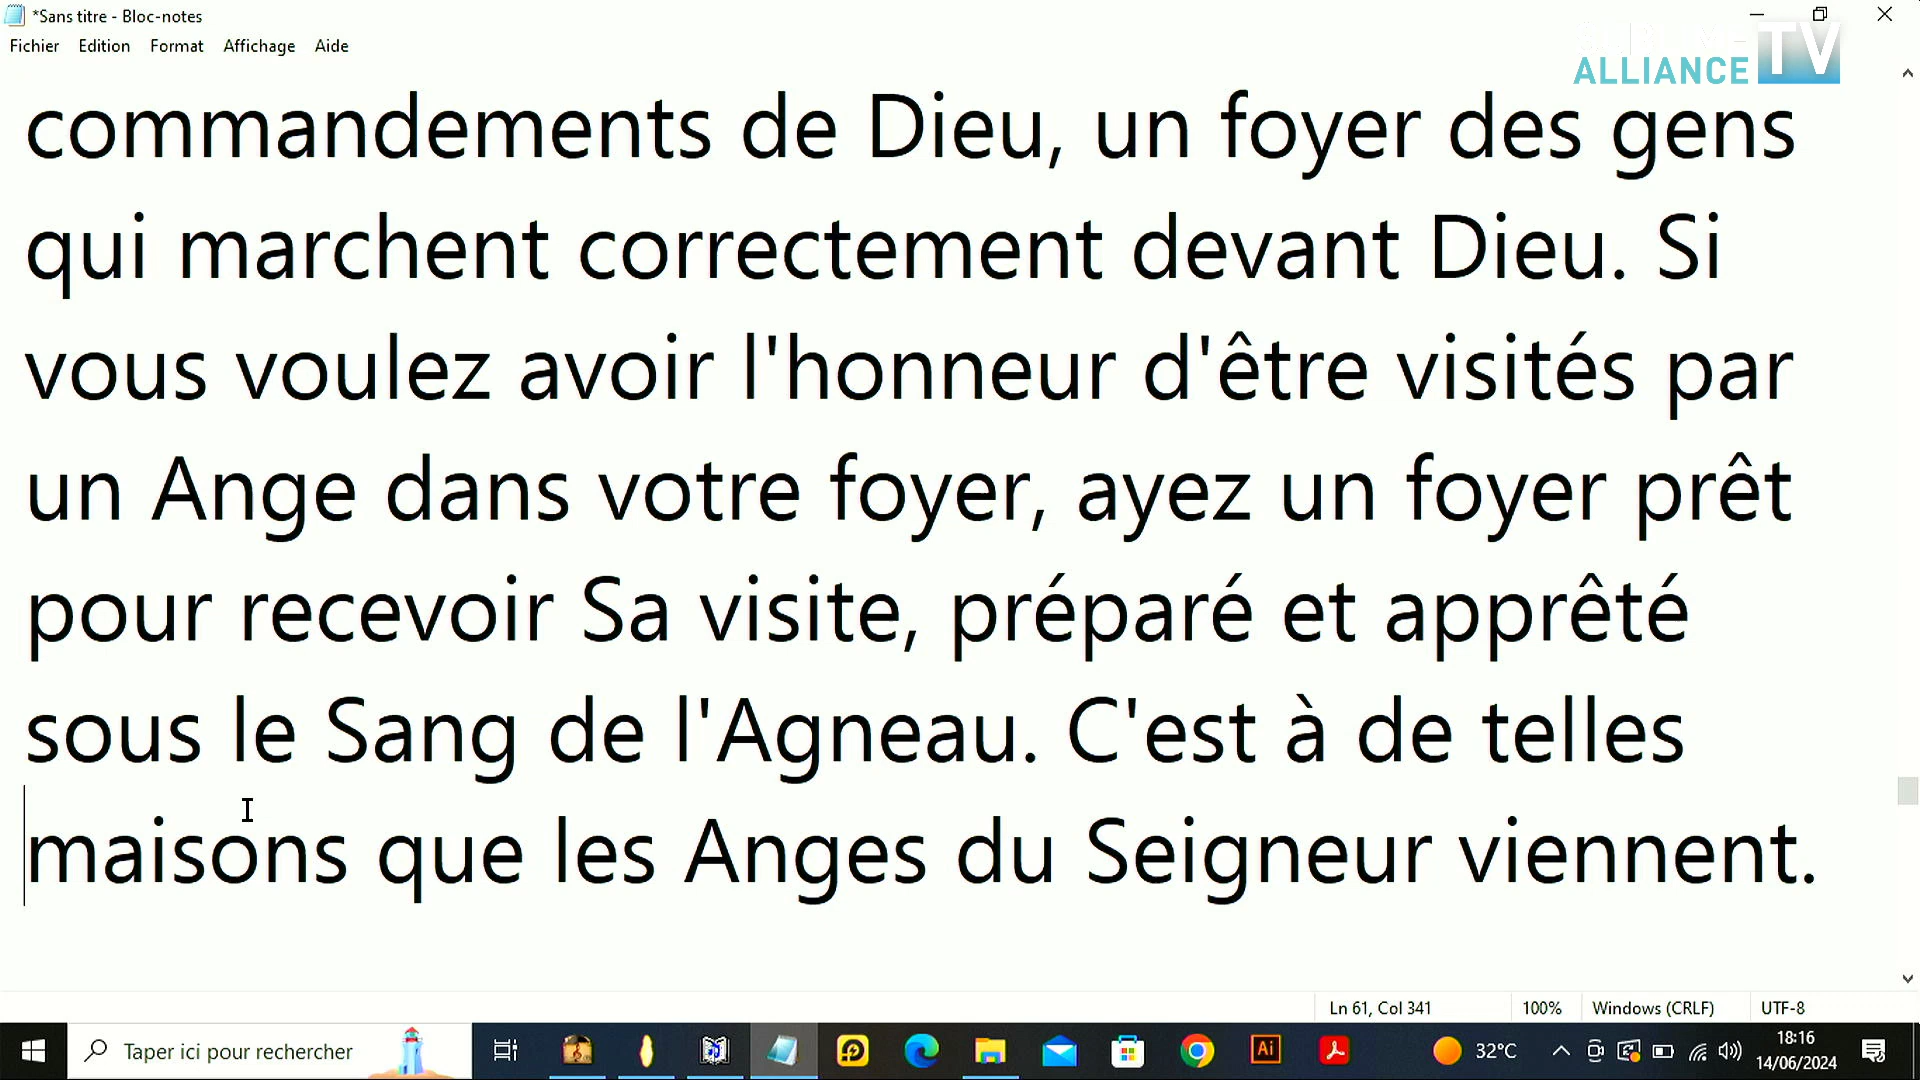 *Sans titre - Bloc-notes
Fichier Edition Format Affichage Aide
ALLIANCE TV
commandements de Dieu, un foyer des gens
qui marchent correctement devant Dieu. Si
vous voulez avoir l'honneur d'être visités par
un Ange dans votre foyer, ayez un foyer prêt
pour recevoir Sa visite, préparé et apprêté
sous le Sang de l'Agneau. C'est à de telles
maisons que les Anges du Seigneur viennent.
Ln 61, Col 341 100% Windows (CRLF) UTF-8
Taper ici pour rechercher
Ai
32°C
18:16
14/06/2024